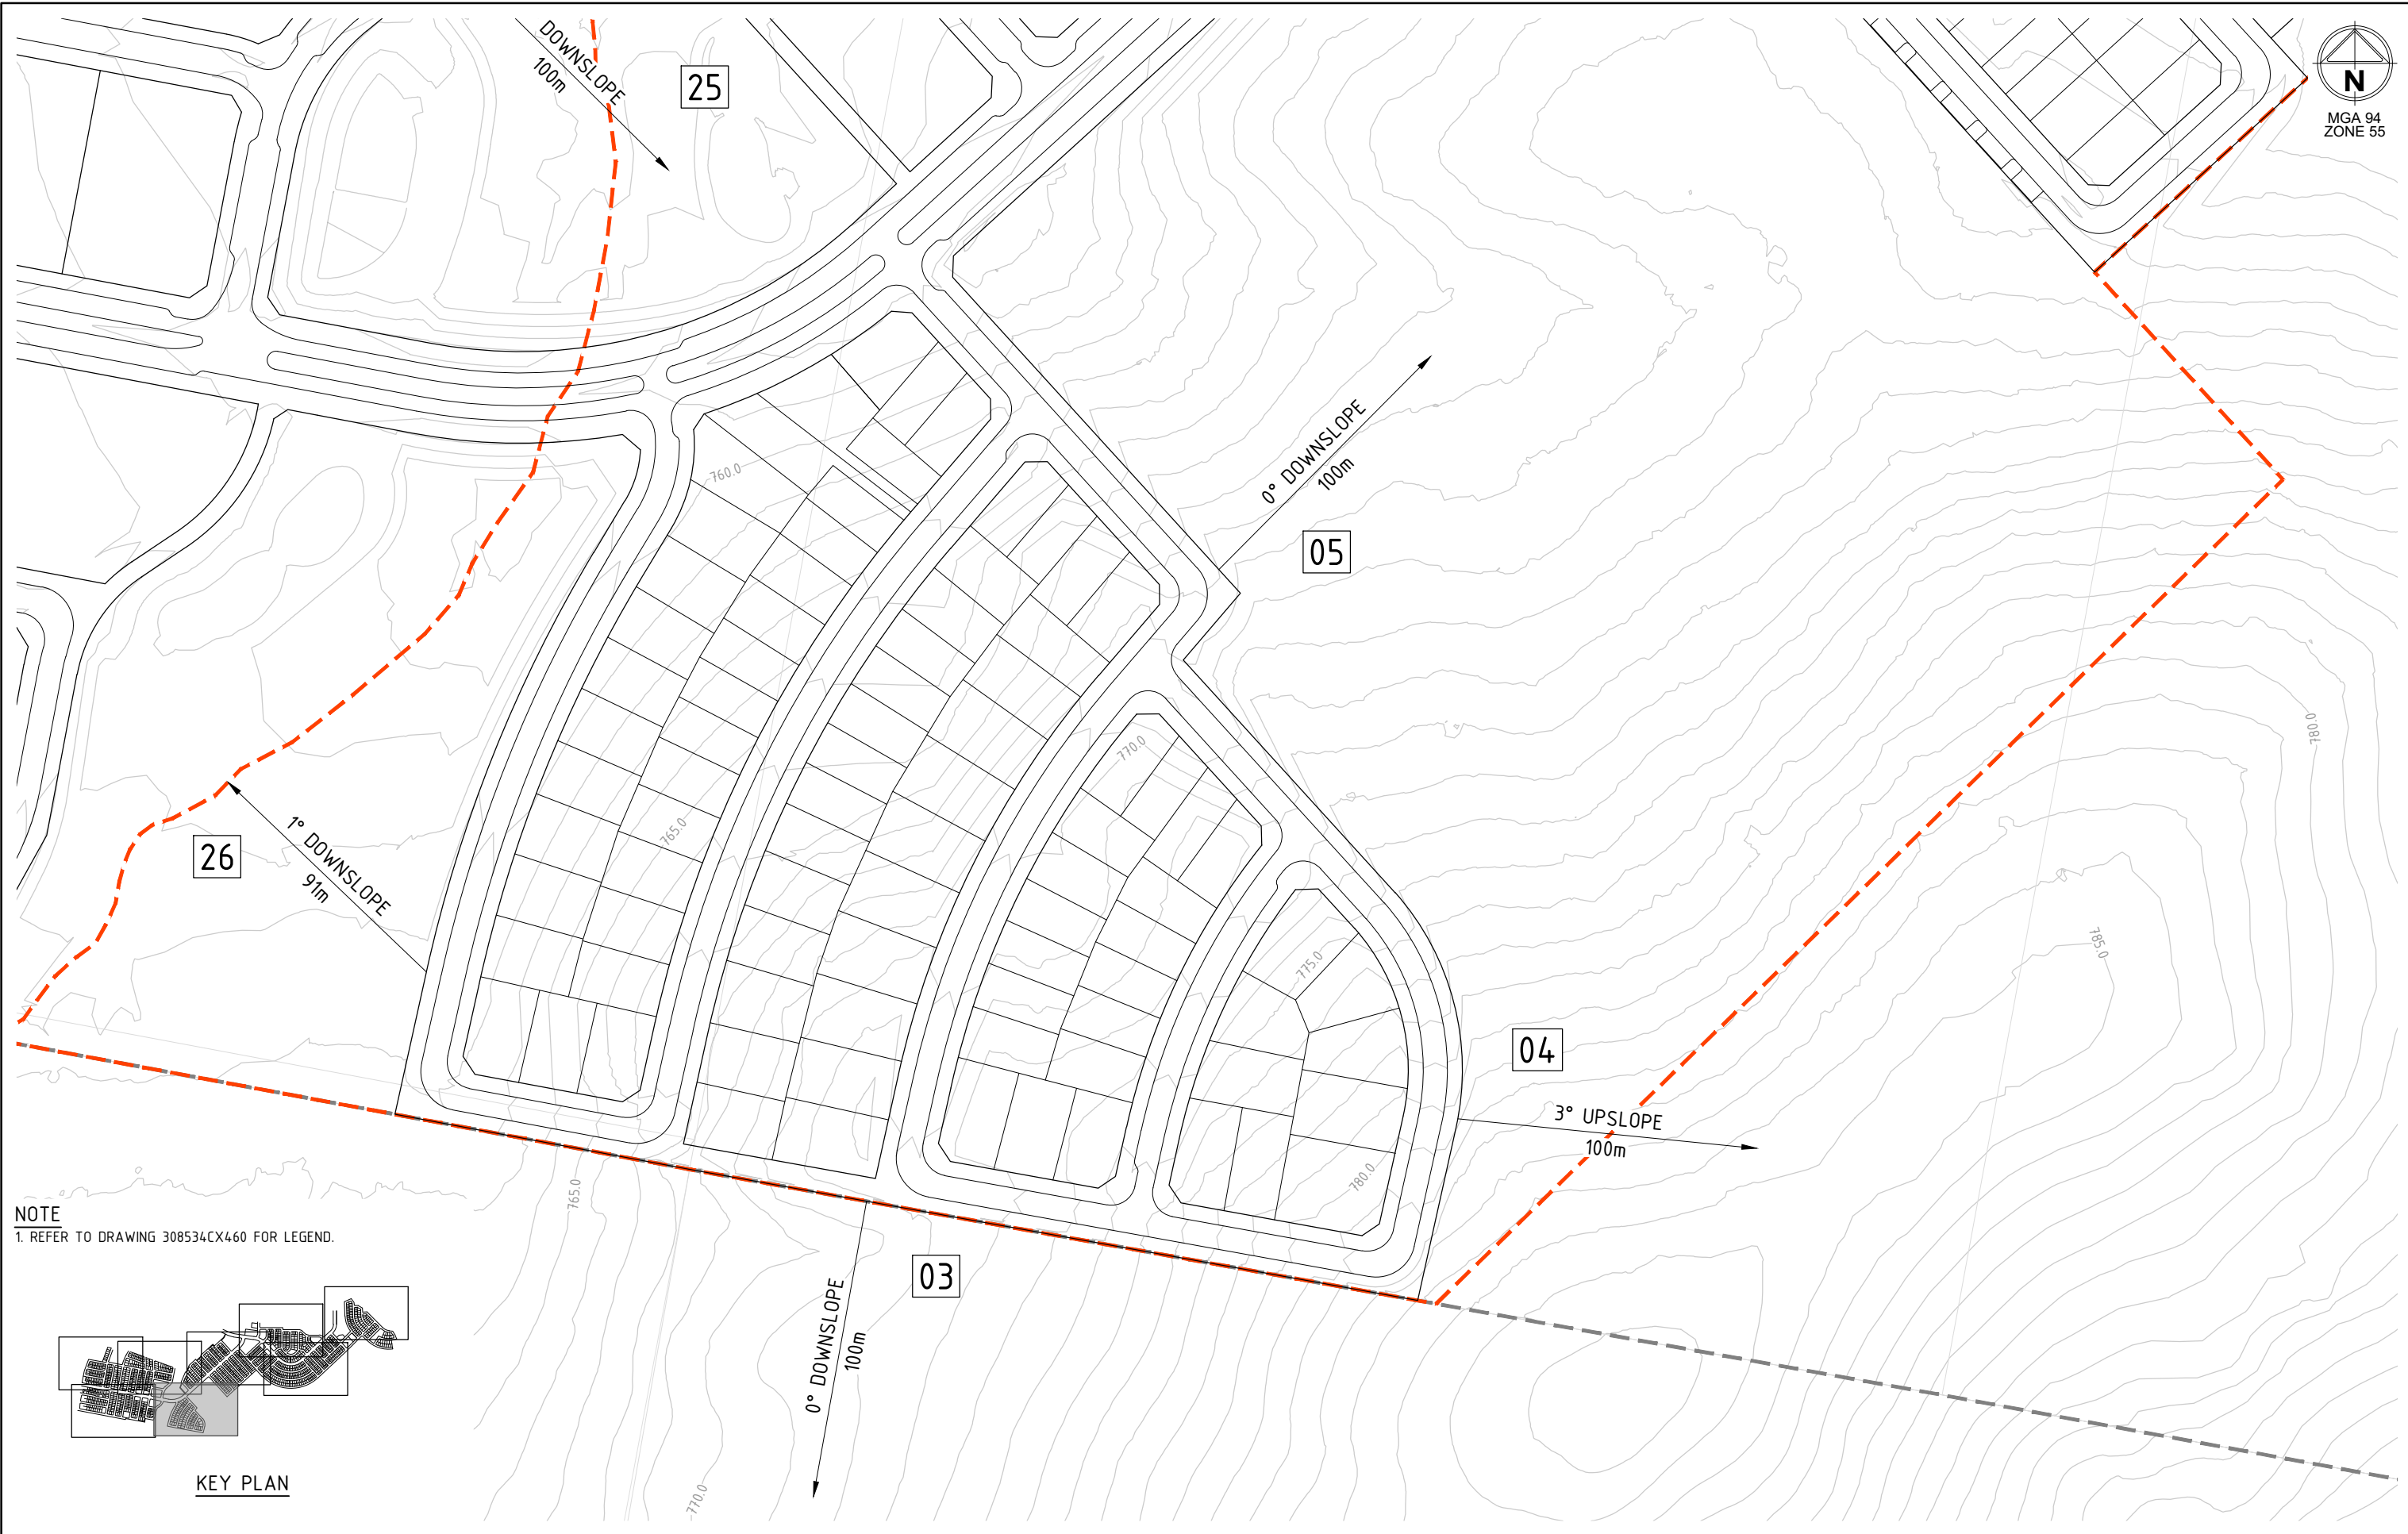 DOWNSLOPE
100m
25
N
MGA 94
ZONE 55
760.0
0° DOWNSLOPE
100m
05
780.0
770.0
765.0
1° DOWNSLOPE
91m
26
775.0
785.0
04
3° UPSLOPE
100m
780.0
765.0
03
0° DOWNSLOPE
100m
770.0
NOTE
1. REFER TO DRAWING 308534CX460 FOR LEGEND.
KEY PLAN